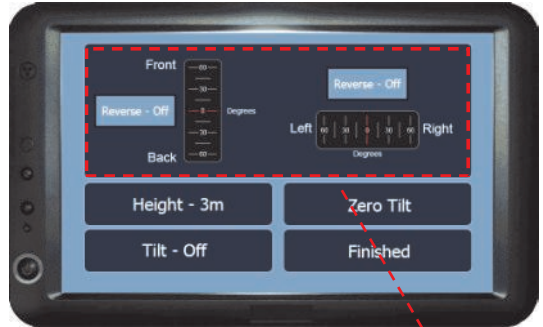 Front
60
30
0
30
60
Degrees
Reverse - Off
Back
Reverse - Off
Left
60 30 0 30 60
Right
Degrees
Height - 3m
Zero Tilt
Tilt - Off
Finished